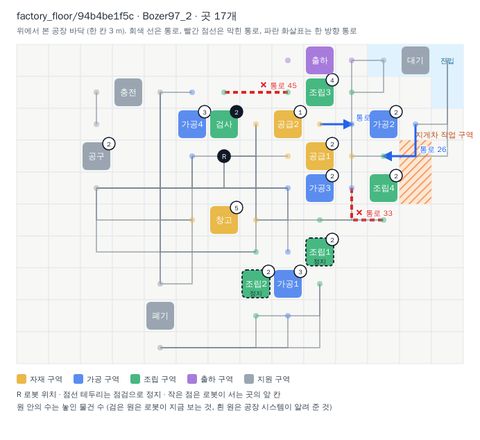 factory_floor/94b4be1f5c · Bozer97_2 · 곳 17개
위에서 본 공장 바닥 (한 칸 3 m). 회색 선은 통로, 빨간 점선은 막힌 통로, 파란 화살표는 한 방향 통로
출하
대기
충전
조립3
4
✖ 통로 45
가공4
3
검사
2
공급2
1
통로
가공2
2
지게차 작업 구역
통로 26
공구
2
R
공급1
2
가공3
2
조립4
2
창고
5
✖ 통로 33
조립1
2
정지
조립2
2
정지
가공1
3
폐기
자재 구역
가공 구역
조립 구역
출하 구역
지원 구역
R 로봇 위치 · 점선 테두리는 점검으로 정지 · 작은 점은 로봇이 서는 곳의 앞 칸
원 안의 수는 놓인 물건 수 (검은 원은 로봇이 지금 보는 것, 흰 원은 공장 시스템이 알려 준 것)